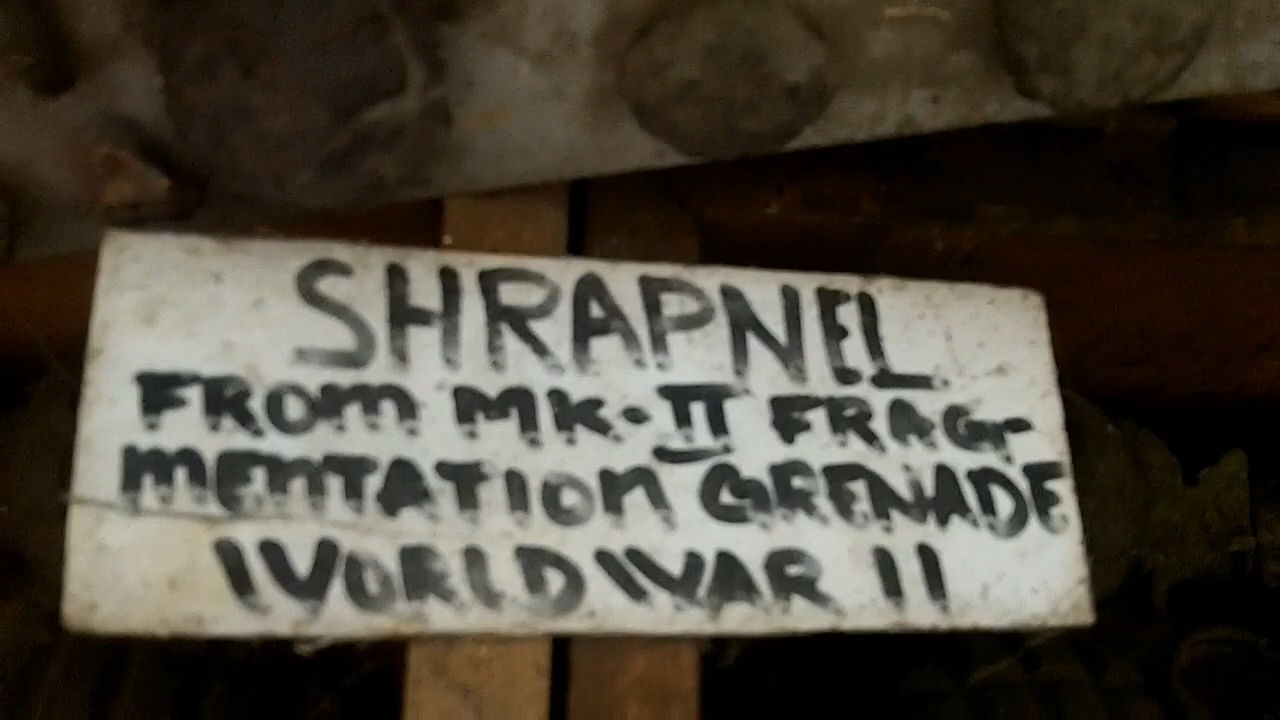 SHRAPNEL
FROM MK-II FRAG-
MENTATION GRENADE
WORLD WAR II